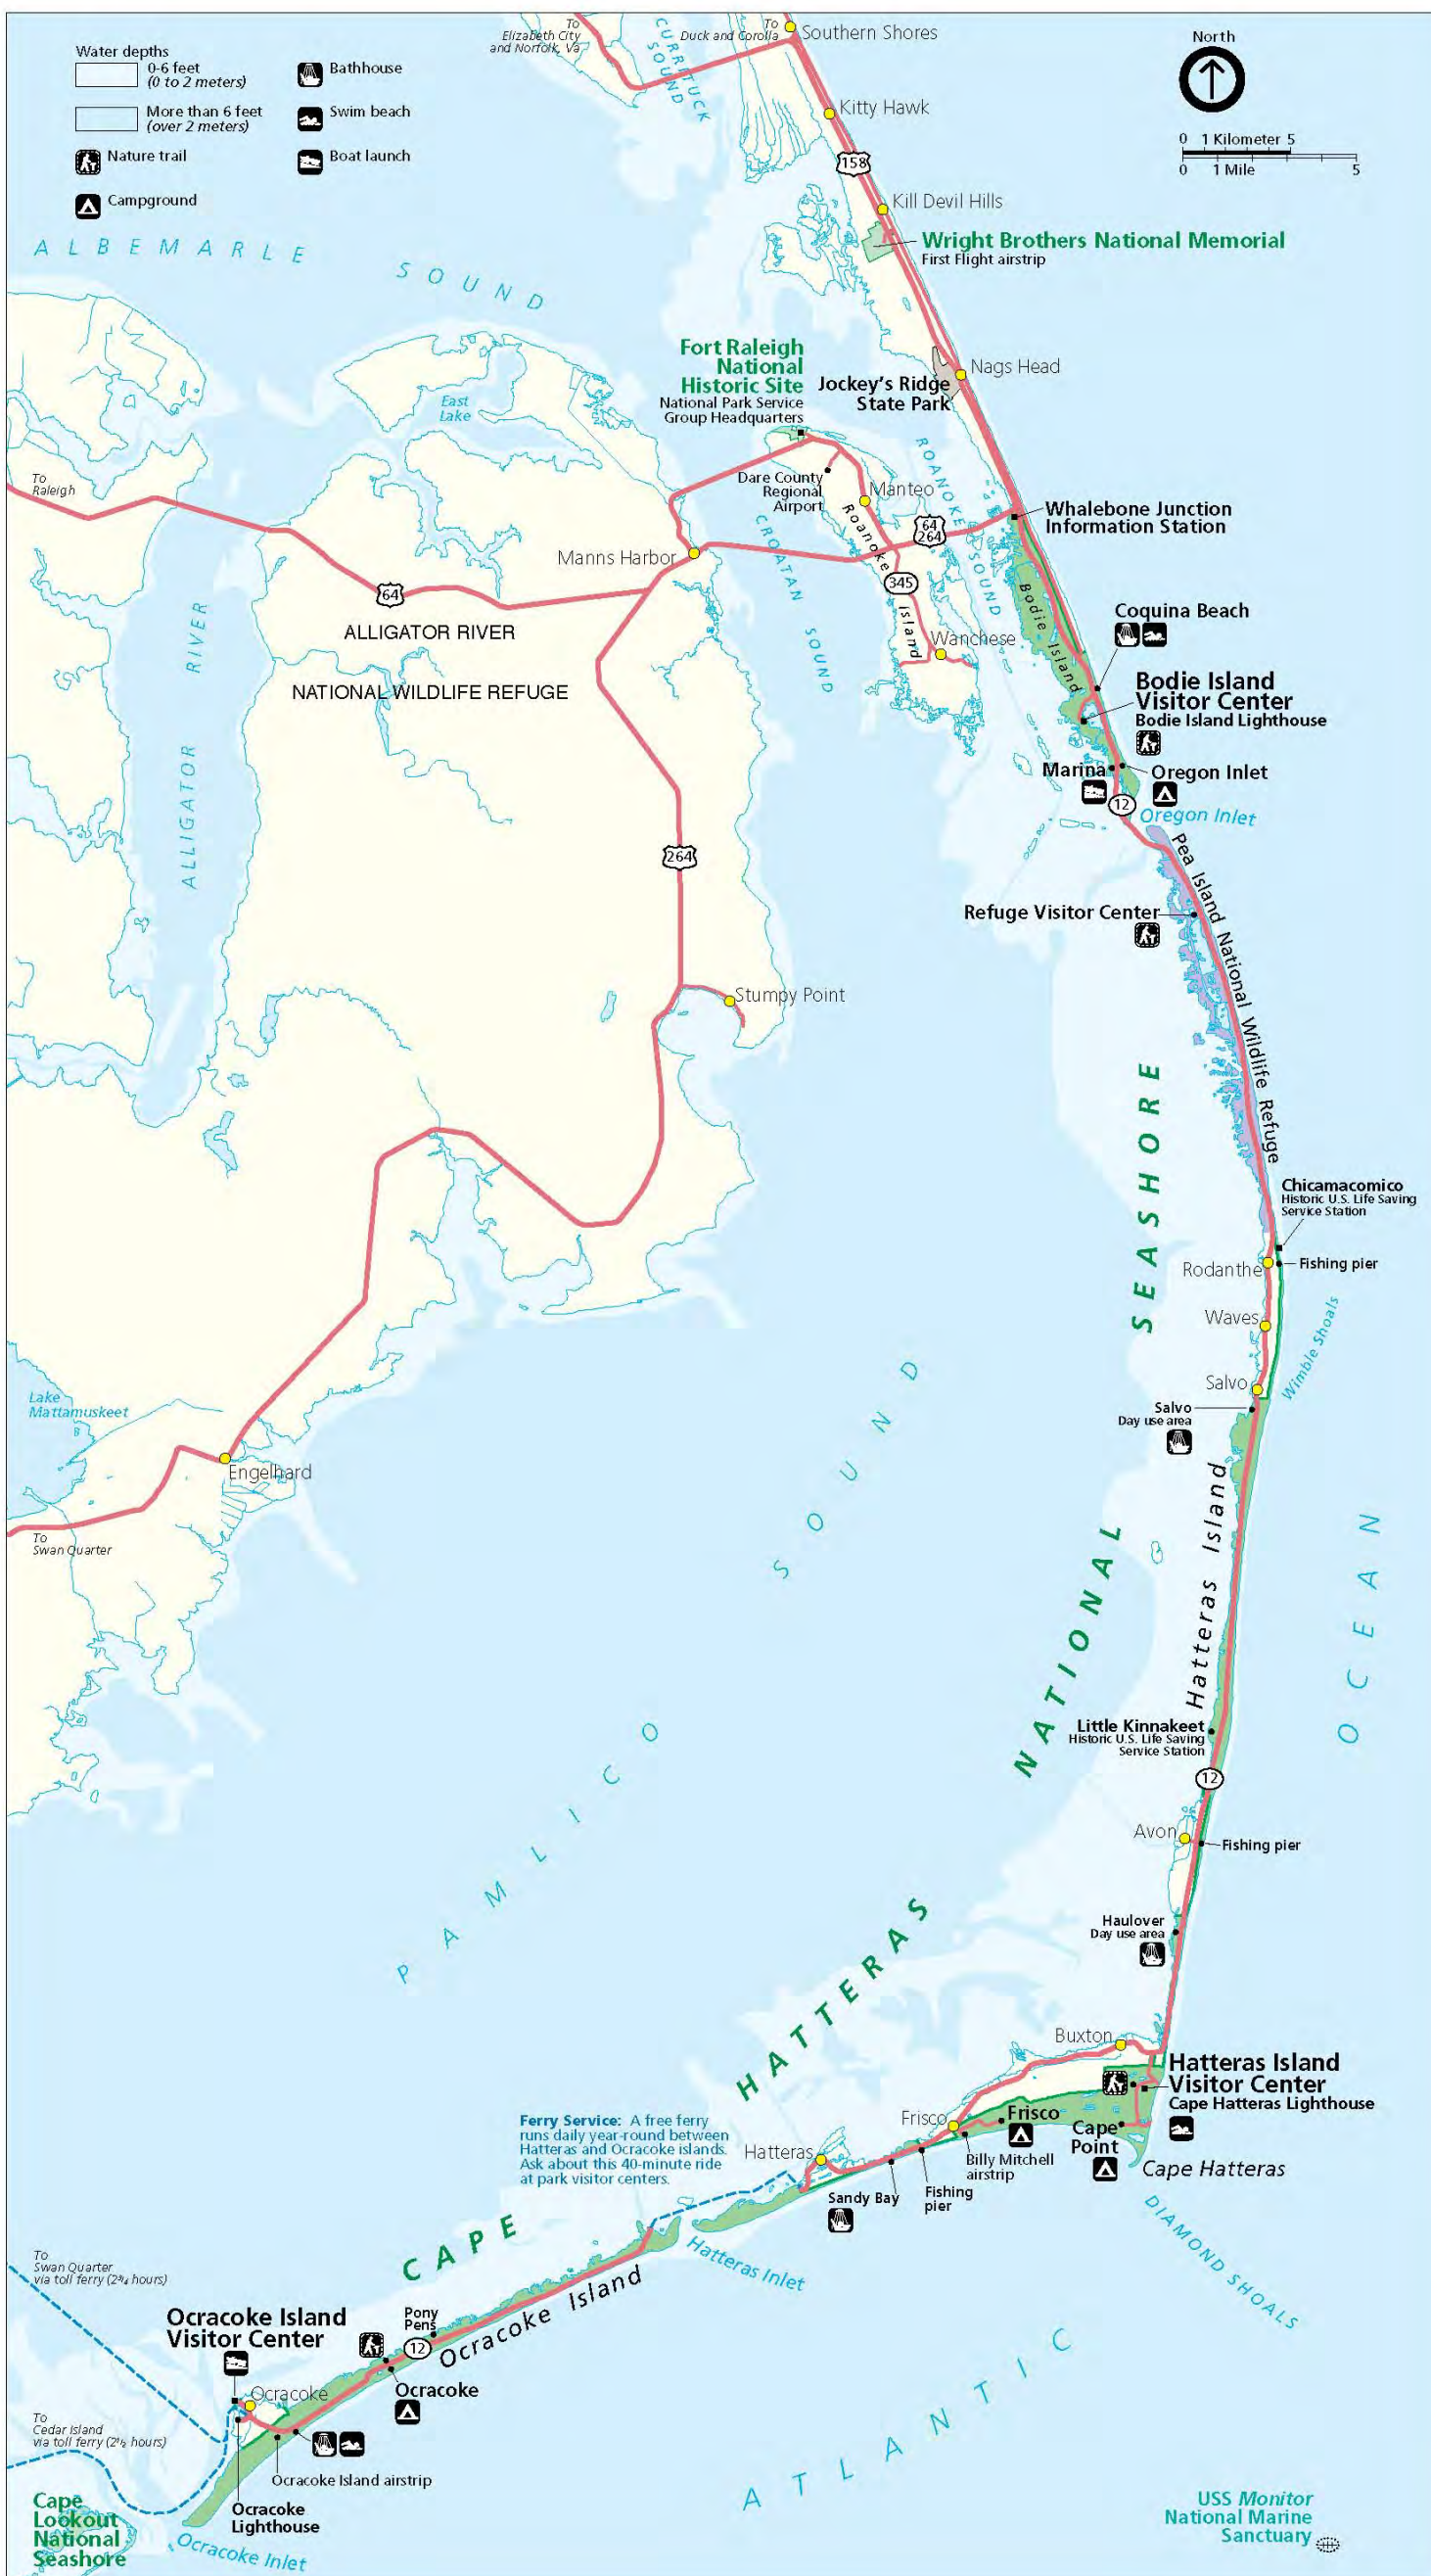 To
Elizabeth City
and Norfolk, Va
To
Duck and Corolla
Southern Shores
CURRITUCK
SOUND
North
Water depths
0-6 feet
(0 to 2 meters)
More than 6 feet
(over 2 meters)
Nature trail
Campground
Bathhouse
Swim beach
Boat launch
Kitty Hawk
0 1 Kilometer 5
0 1 Mile 5
158
Kill Devil Hills
Wright Brothers National Memorial
First Flight airstrip
ALBEMARLE SOUND
Fort Raleigh
National
Historic Site
National Park Service
Group Headquarters
Jockey's Ridge
State Park
Nags Head
East
Lake
To
Raleigh
Dare County
Regional
Airport
Manteo
ROANOKE SOUND
Roanoke Island
64
264
Whalebone Junction
Information Station
Manns Harbor
CROATAN SOUND
345
64
ALLIGATOR RIVER
NATIONAL WILDLIFE REFUGE
ALLIGATOR RIVER
Wanchese
Bodie Island
Coquina Beach
Bodie Island
Visitor Center
Bodie Island Lighthouse
Marina
Oregon Inlet
12
Oregon Inlet
264
Pea Island National Wildlife Refuge
Refuge Visitor Center
Stumpy Point
Chicamacomico
Historic U.S. Life Saving
Service Station
Rodanthe
Fishing pier
Waves
Wimble Shoals
Salvo
Salvo
Day use area
Lake
Mattamuskeet
Engelhard
To
Swan Quarter
Hatteras Island
PAMLICO SOUND
Little Kinnakeet
Historic U.S. Life Saving
Service Station
12
Avon
Fishing pier
Haulover
Day use area
CAPE HATTERAS NATIONAL SEASHORE
Buxton
Hatteras Island
Visitor Center
Cape Hatteras Lighthouse
Frisco
Frisco
Cape
Point
Cape Hatteras
Billy Mitchell
airstrip
Ferry Service: A free ferry
runs daily year-round between
Hatteras and Ocracoke islands.
Ask about this 40-minute ride
at park visitor centers.
Hatteras
Sandy Bay
Fishing
pier
DIAMOND SHOALS
Hatteras Inlet
To
Swan Quarter
via toll ferry (2¾ hours)
Ocracoke Island
Visitor Center
Pony
Pens
12
Ocracoke Island
Ocracoke
Ocracoke
To
Cedar Island
via toll ferry (2½ hours)
Ocracoke Island airstrip
Ocracoke
Lighthouse
Cape
Lookout
National
Seashore
Ocracoke Inlet
ATLANTIC OCEAN
USS Monitor
National Marine
Sanctuary